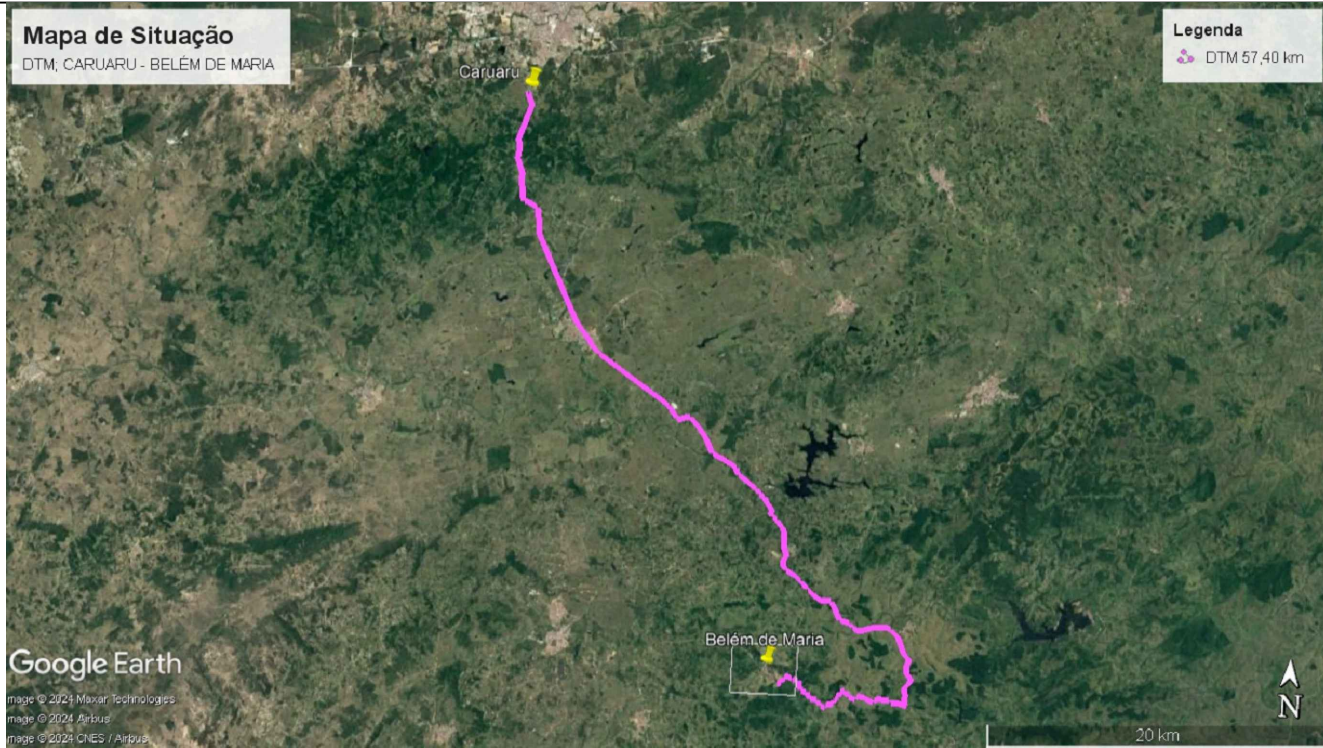 Mapa de Situação
DTM; CARUARU - BELÉM DE MARIA
Legenda
DTM 57,40 km
Caruaru
Belém de Maria
Google Earth
mage © 2024 Maxar Technologies
mage © 2024 Airbus
mage © 2024 CNES / Airbus
N
20 km